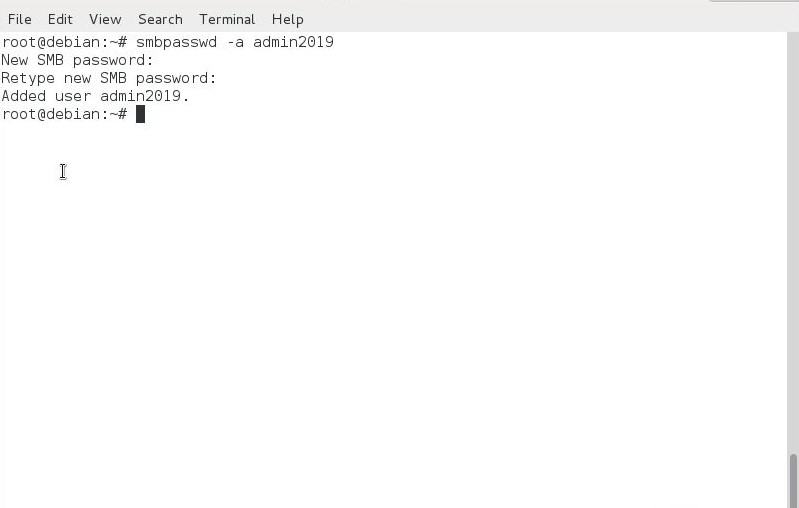 File Edit View Search Terminal Help
root@debian:~# smbpasswd -a admin2019
New SMB password:
Retype new SMB password:
Added user admin2019.
root@debian:~#